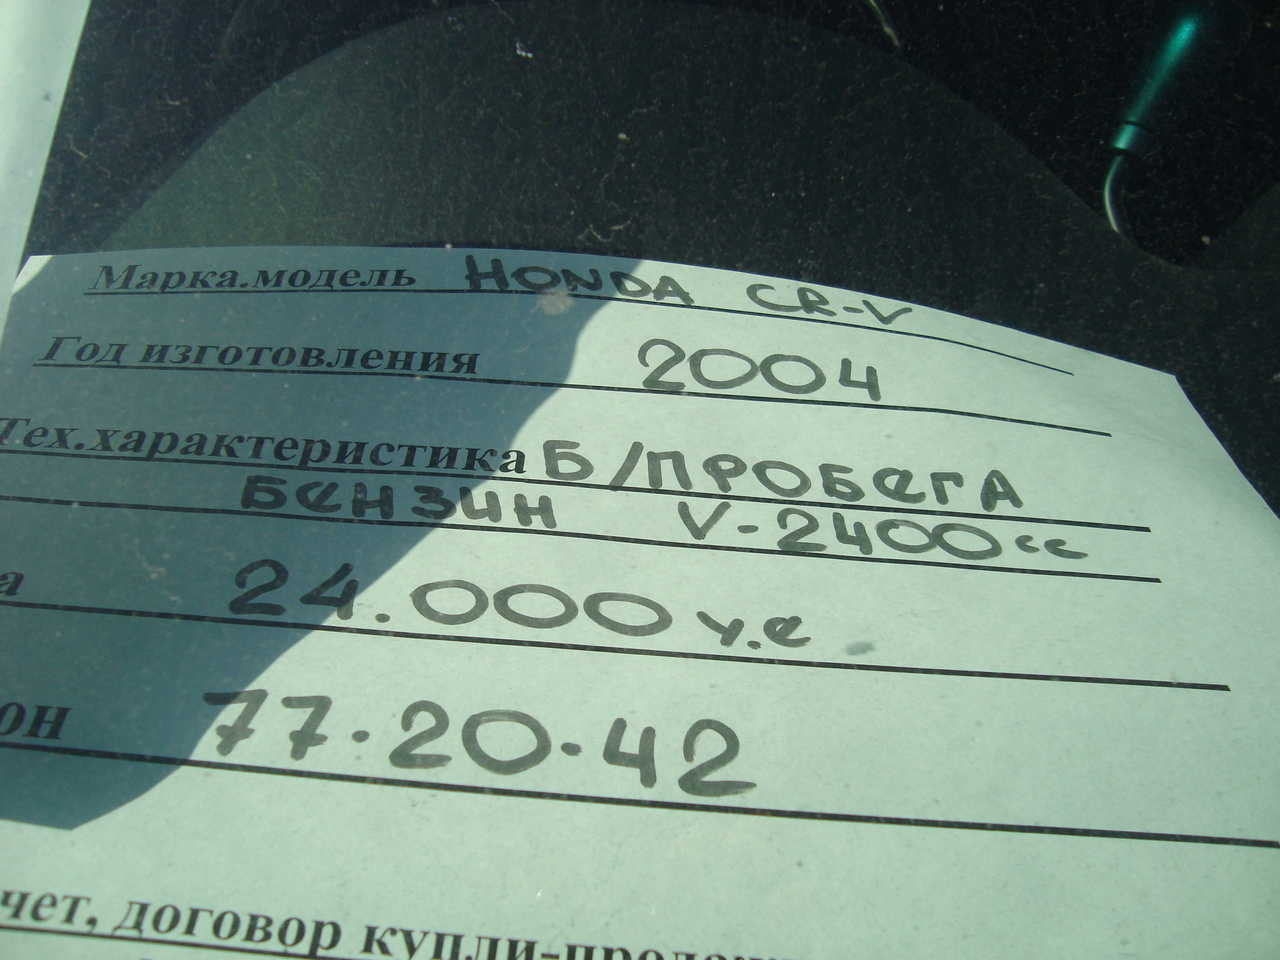 Марка.модель HONDA CR-V
Год изготовления 2004
Тех.характеристика Б/ПРОБЕГА
БЕНЗИН V-2400cc
а 24.000 у.е
он 77·20·42
чет, договор купли-продажи